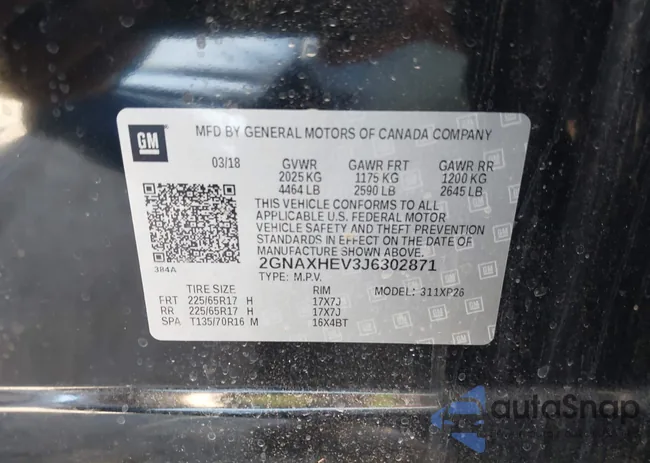 GM
MFD BY GENERAL MOTORS OF CANADA COMPANY
03/18 GVWR GAWR FRT GAWR RR
2025 KG 1175 KG 1200 KG
4464 LB 2590 LB 2645 LB
THIS VEHICLE CONFORMS TO ALL
APPLICABLE U.S. FEDERAL MOTOR
VEHICLE SAFETY AND THEFT PREVENTION
STANDARDS IN EFFECT ON THE DATE OF
MANUFACTURE SHOWN ABOVE.
2GNAXHEV3J6302871
384A
TYPE: M.P.V.
TIRE SIZE RIM MODEL: 311XP26
FRT 225/65R17 H 17X7J
RR 225/65R17 H 17X7J
SPA T135/70R16 M 16X4BT
autoSnap